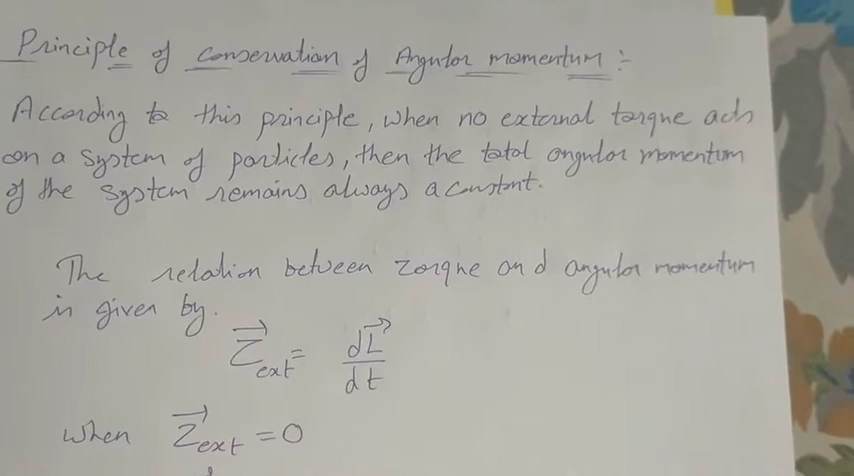 Principle of conservation of Angular momentum :-
According to this principle, when no external torque acts
on a system of particles, then the total angular momentum
of the system remains always a constant.
The relation between torque and angular momentum
is given by.
τ⃗ext = dL⃗/dt
when τ⃗ext = 0